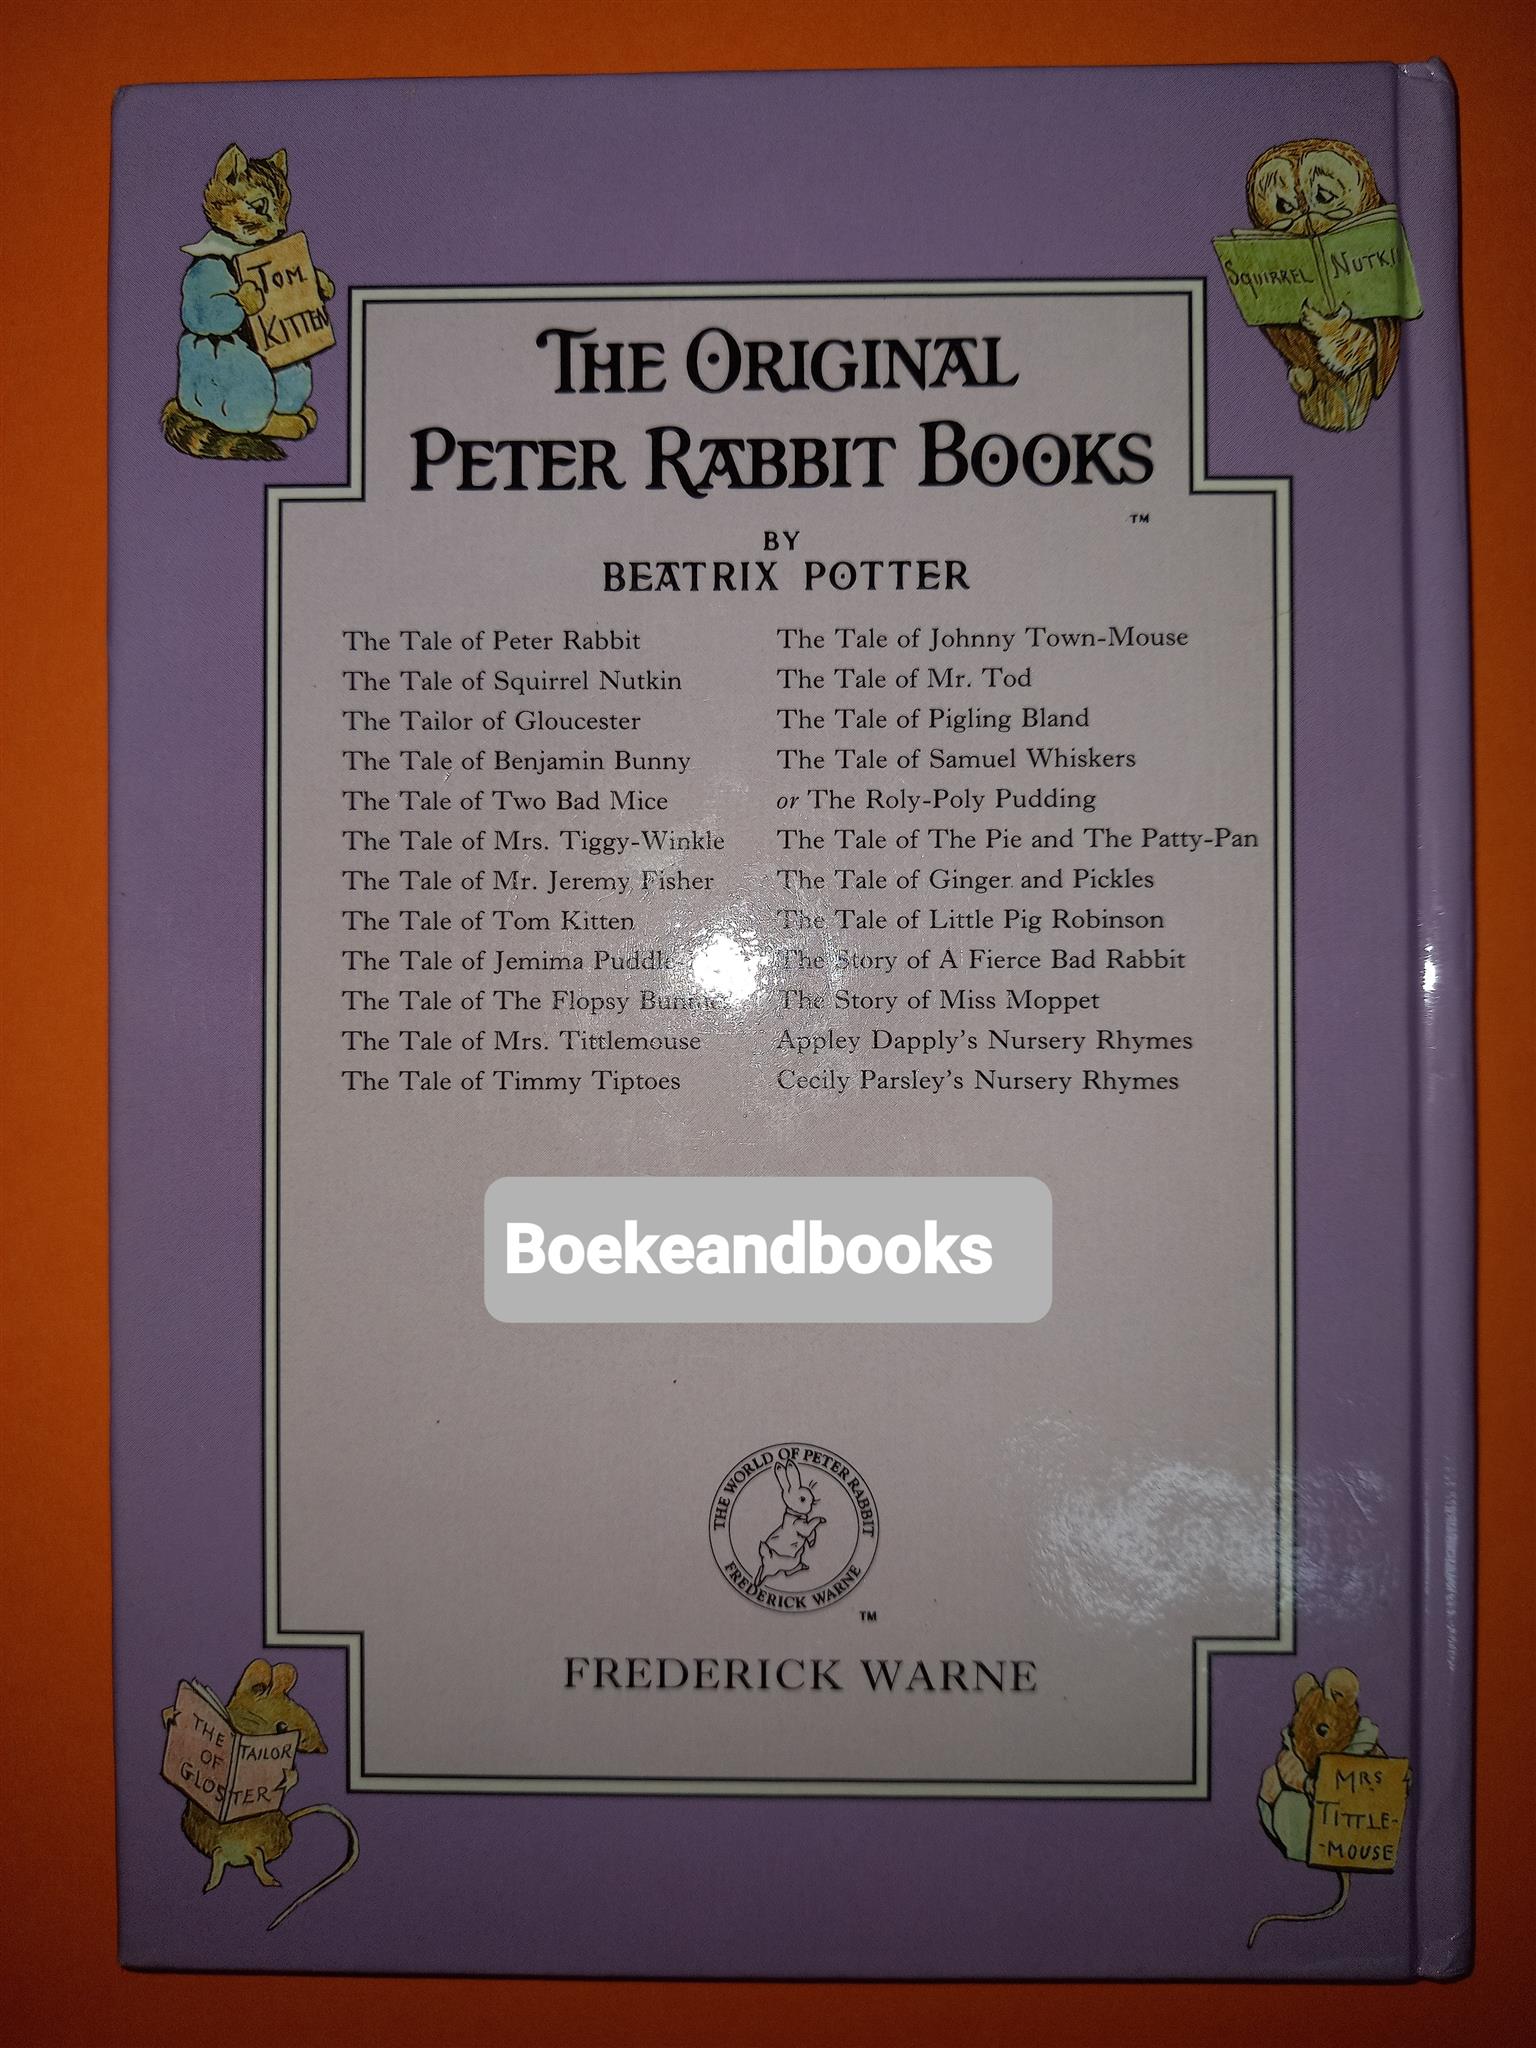 TOM
KITTEN
SQUIRREL NUTKIN
THE ORIGINAL
PETER RABBIT BOOKS
™
BY
BEATRIX POTTER
The Tale of Peter Rabbit
The Tale of Squirrel Nutkin
The Tailor of Gloucester
The Tale of Benjamin Bunny
The Tale of Two Bad Mice
The Tale of Mrs. Tiggy-Winkle
The Tale of Mr. Jeremy Fisher
The Tale of Tom Kitten
The Tale of Jemima Puddle-
The Tale of The Flopsy Bunnies
The Tale of Mrs. Tittlemouse
The Tale of Timmy Tiptoes
The Tale of Johnny Town-Mouse
The Tale of Mr. Tod
The Tale of Pigling Bland
The Tale of Samuel Whiskers
or The Roly-Poly Pudding
The Tale of The Pie and The Patty-Pan
The Tale of Ginger and Pickles
The Tale of Little Pig Robinson
The Story of A Fierce Bad Rabbit
The Story of Miss Moppet
Appley Dapply's Nursery Rhymes
Cecily Parsley's Nursery Rhymes
Boekeandbooks
THE WORLD OF PETER RABBIT
FREDERICK WARNE
™
FREDERICK WARNE
THE TAILOR
OF
GLOSTER
MRS
TITTLE-
-MOUSE